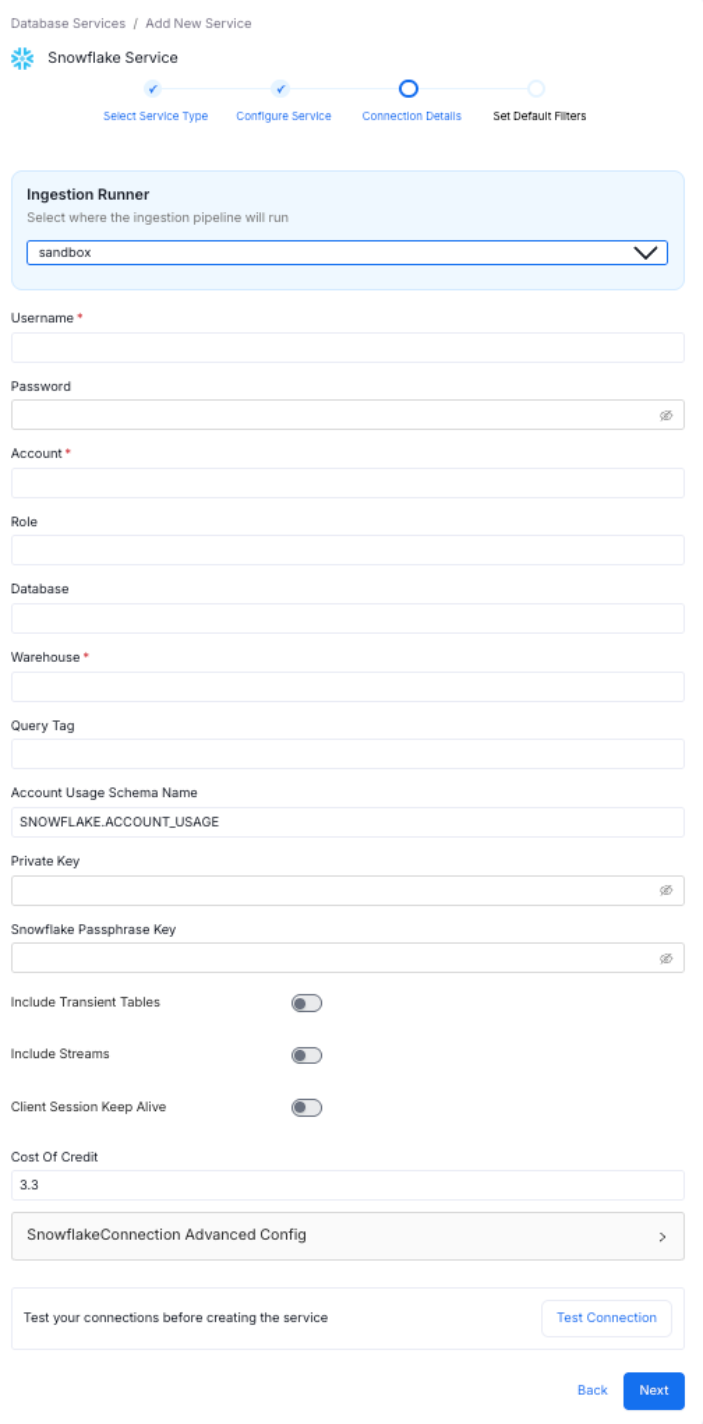 Database Services / Add New Service
Snowflake Service
Select Service Type Configure Service Connection Details Set Default Filters
Ingestion Runner
Select where the ingestion pipeline will run
sandbox
Username *
Password
Account *
Role
Database
Warehouse *
Query Tag
Account Usage Schema Name
SNOWFLAKE.ACCOUNT_USAGE
Private Key
Snowflake Passphrase Key
Include Transient Tables
Include Streams
Client Session Keep Alive
Cost Of Credit
3.3
SnowflakeConnection Advanced Config
Test your connections before creating the service Test Connection
Back Next